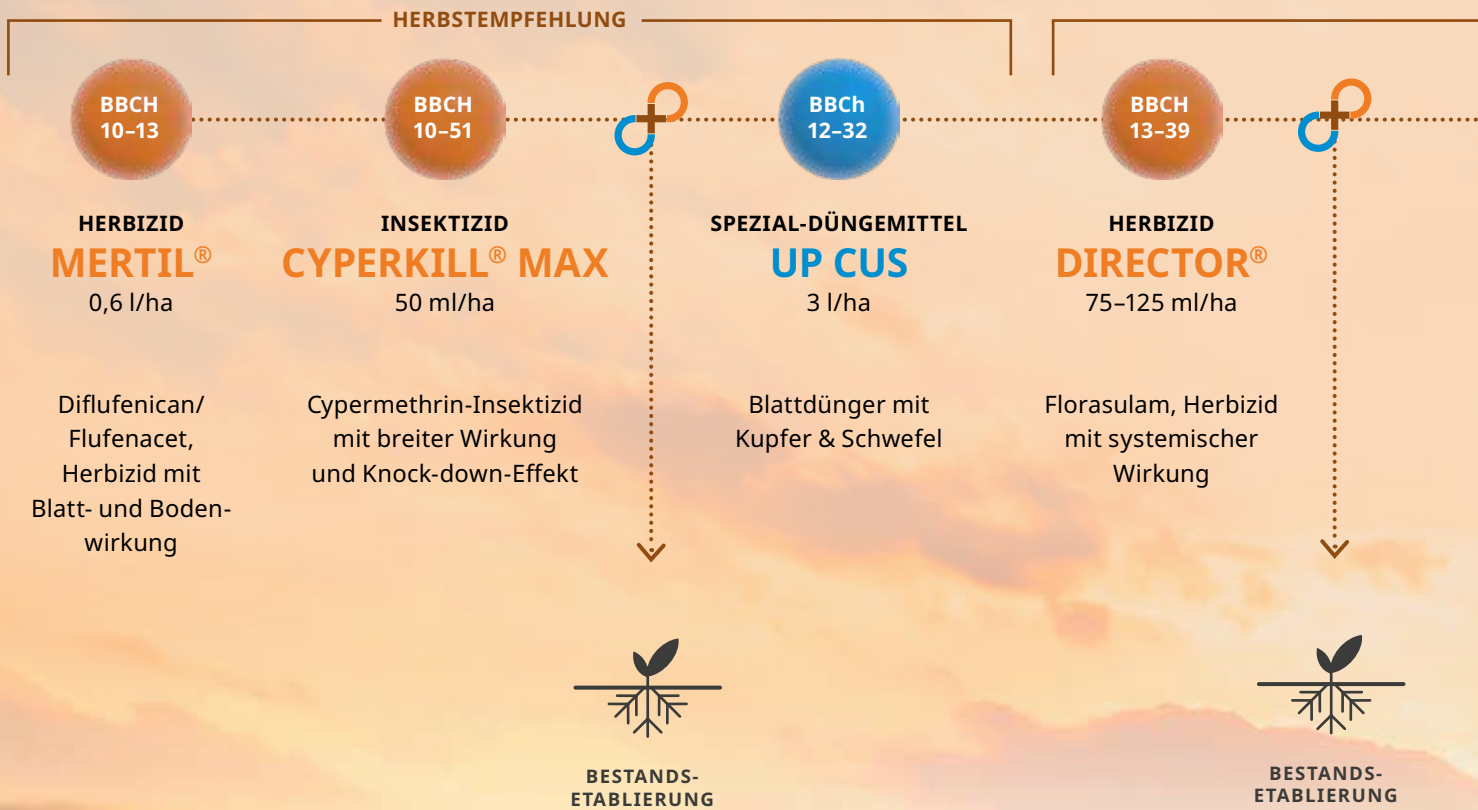 HERBSTEMPFEHLUNG
BBCH
10–13
HERBIZID
MERTIL®
0,6 l/ha
Diflufenican/
Flufenacet,
Herbizid mit
Blatt- und Boden-
wirkung
BBCH
10–51
INSEKTIZID
CYPERKILL® MAX
50 ml/ha
Cypermethrin-Insektizid
mit breiter Wirkung
und Knock-down-Effekt
BESTANDS-
ETABLIERUNG
BBCh
12–32
SPEZIAL-DÜNGEMITTEL
UP CUS
3 l/ha
Blattdünger mit
Kupfer & Schwefel
BBCH
13–39
HERBIZID
DIRECTOR®
75–125 ml/ha
Florasulam, Herbizid
mit systemischer
Wirkung
BESTANDS-
ETABLIERUNG